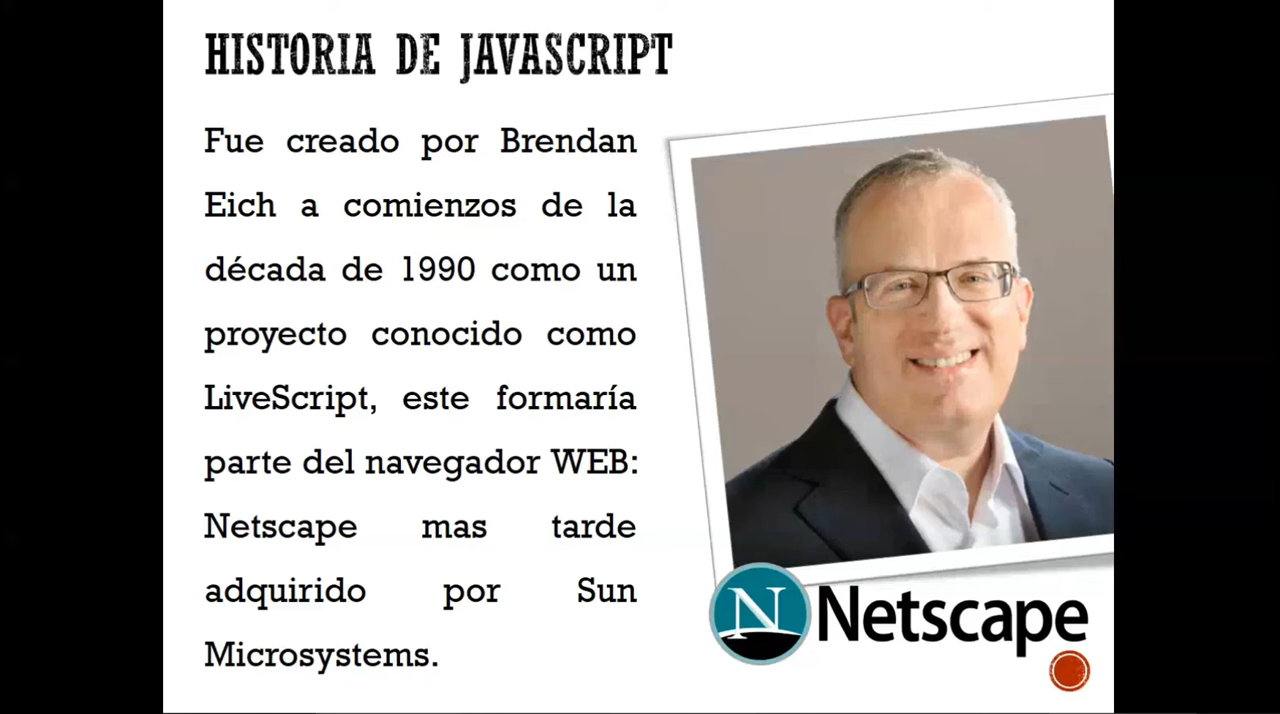 HISTORIA DE JAVASCRIPT
Fue creado por Brendan
Eich a comienzos de la
década de 1990 como un
proyecto conocido como
LiveScript, este formaría
parte del navegador WEB:
Netscape mas tarde
adquirido por Sun
Microsystems.
N Netscape